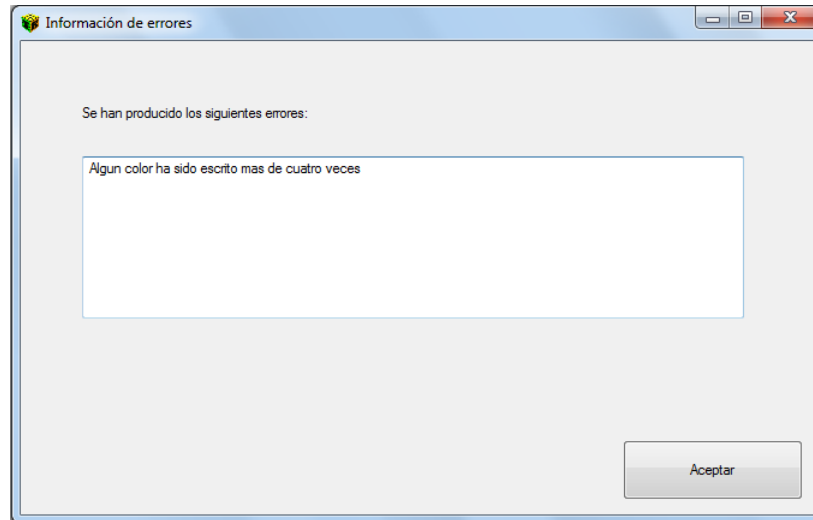 Información de errores
Se han producido los siguientes errores:
Algun color ha sido escrito mas de cuatro veces
Aceptar